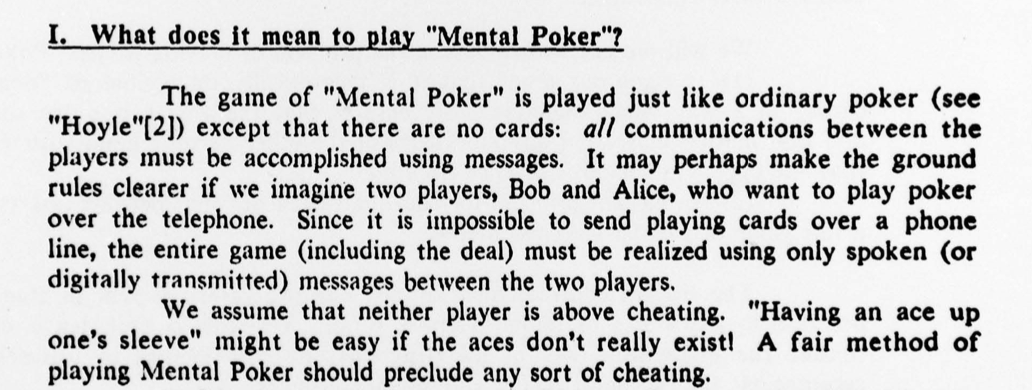 I. What does it mean to play "Mental Poker"?
The game of "Mental Poker" is played just like ordinary poker (see
"Hoyle"[2]) except that there are no cards: all communications between the
players must be accomplished using messages. It may perhaps make the ground
rules clearer if we imagine two players, Bob and Alice, who want to play poker
over the telephone. Since it is impossible to send playing cards over a phone
line, the entire game (including the deal) must be realized using only spoken (or
digitally transmitted) messages between the two players.
We assume that neither player is above cheating. "Having an ace up
one's sleeve" might be easy if the aces don't really exist! A fair method of
playing Mental Poker should preclude any sort of cheating.